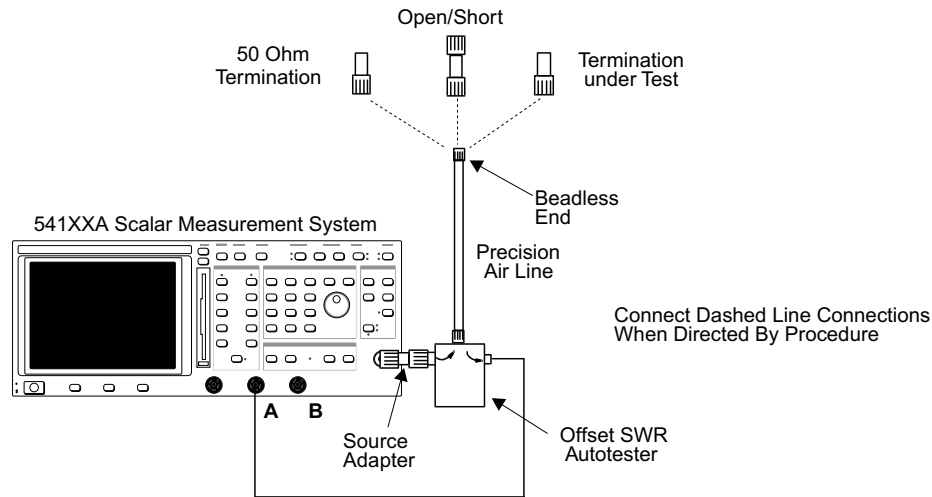 Open/Short
50 Ohm
Termination
Termination
under Test
Beadless
End
541XXA Scalar Measurement System
Precision
Air Line
Connect Dashed Line Connections
When Directed By Procedure
A B
Source
Adapter
Offset SWR
Autotester